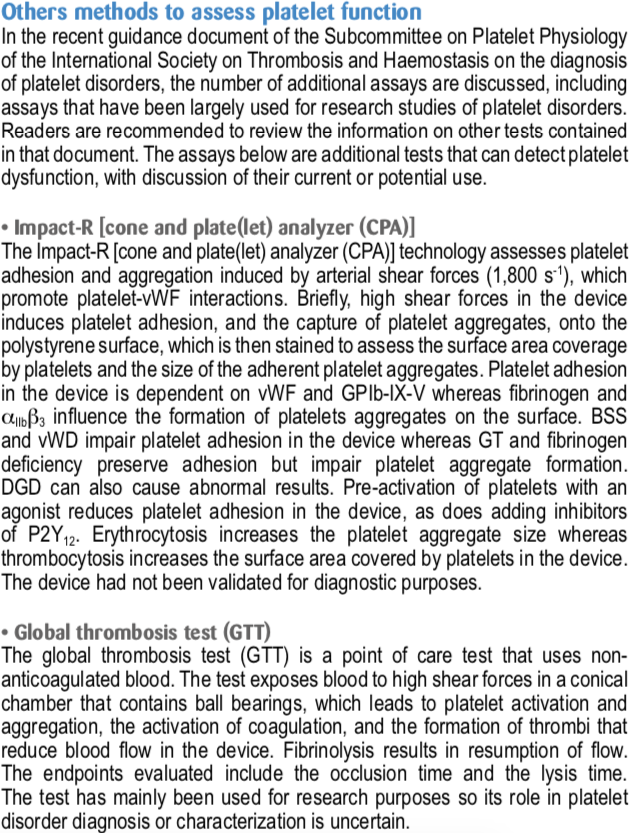 Others methods to assess platelet function
In the recent guidance document of the Subcommittee on Platelet Physiology
of the International Society on Thrombosis and Haemostasis on the diagnosis
of platelet disorders, the number of additional assays are discussed, including
assays that have been largely used for research studies of platelet disorders.
Readers are recommended to review the information on other tests contained
in that document. The assays below are additional tests that can detect platelet
dysfunction, with discussion of their current or potential use.
• Impact-R [cone and plate(let) analyzer (CPA)]
The Impact-R [cone and plate(let) analyzer (CPA)] technology assesses platelet
adhesion and aggregation induced by arterial shear forces (1,800 s⁻¹), which
promote platelet-vWF interactions. Briefly, high shear forces in the device
induces platelet adhesion, and the capture of platelet aggregates, onto the
polystyrene surface, which is then stained to assess the surface area coverage
by platelets and the size of the adherent platelet aggregates. Platelet adhesion
in the device is dependent on vWF and GPIb-IX-V whereas fibrinogen and
αIIbβ₃ influence the formation of platelets aggregates on the surface. BSS
and vWD impair platelet adhesion in the device whereas GT and fibrinogen
deficiency preserve adhesion but impair platelet aggregate formation.
DGD can also cause abnormal results. Pre-activation of platelets with an
agonist reduces platelet adhesion in the device, as does adding inhibitors
of P2Y₁₂. Erythrocytosis increases the platelet aggregate size whereas
thrombocytosis increases the surface area covered by platelets in the device.
The device had not been validated for diagnostic purposes.
• Global thrombosis test (GTT)
The global thrombosis test (GTT) is a point of care test that uses non-
anticoagulated blood. The test exposes blood to high shear forces in a conical
chamber that contains ball bearings, which leads to platelet activation and
aggregation, the activation of coagulation, and the formation of thrombi that
reduce blood flow in the device. Fibrinolysis results in resumption of flow.
The endpoints evaluated include the occlusion time and the lysis time.
The test has mainly been used for research purposes so its role in platelet
disorder diagnosis or characterization is uncertain.